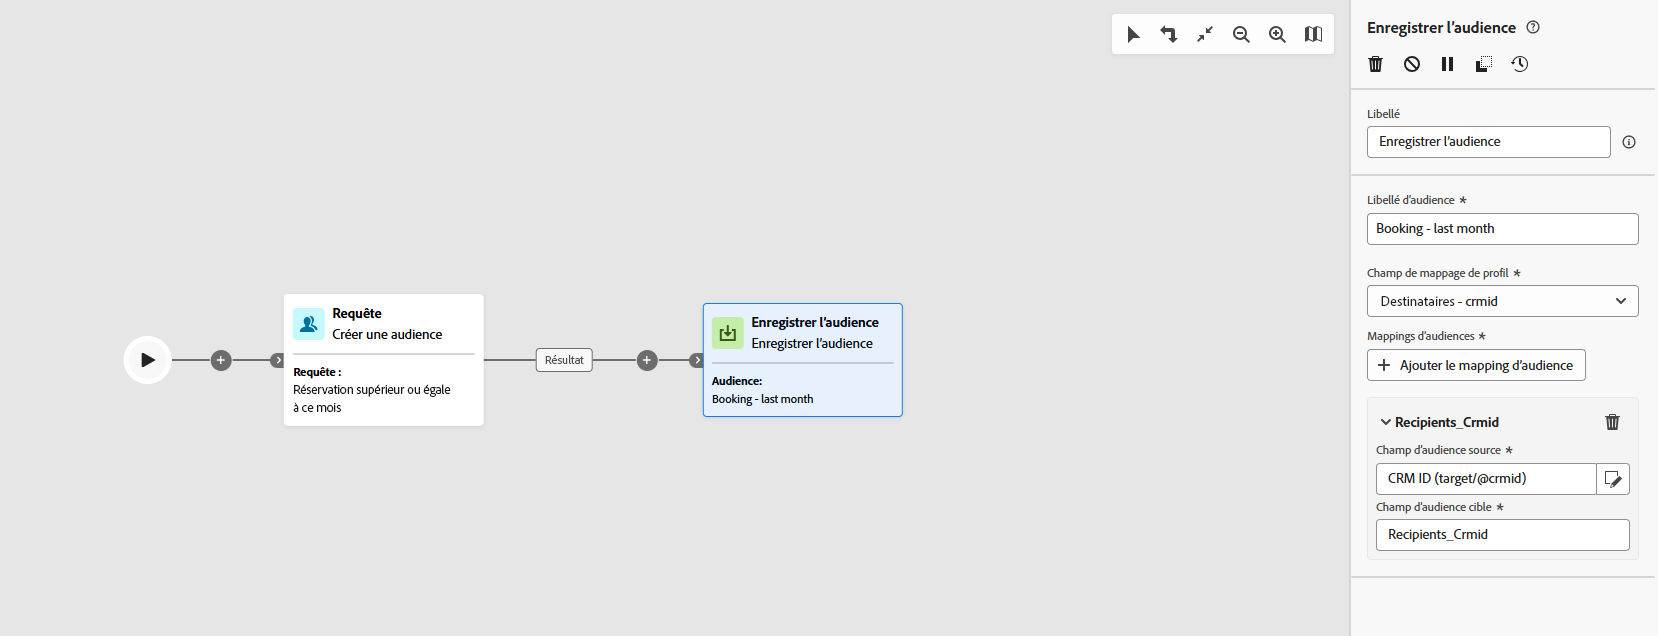 Requête
Créer une audience
Requête :
Réservation supérieur ou égale
à ce mois
Résultat
Enregistrer l'audience
Enregistrer l'audience
Audience:
Booking - last month
Enregistrer l'audience
Libellé
Enregistrer l'audience
Libellé d'audience *
Booking - last month
Champ de mappage de profil *
Destinataires - crmid
Mappings d'audiences *
Ajouter le mapping d'audience
Recipients_Crmid
Champ d'audience source *
CRM ID (target/@crmid)
Champ d'audience cible *
Recipients_Crmid